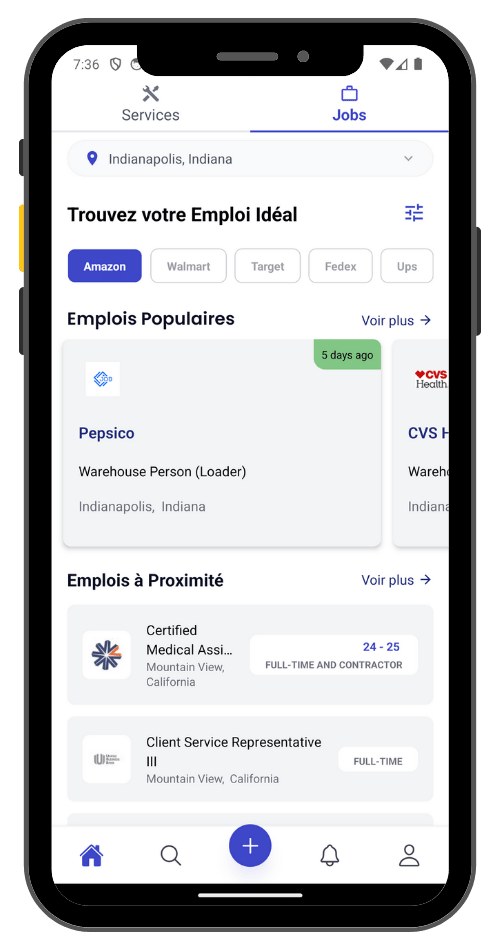 7:36
Services
Jobs
Indianapolis, Indiana
Trouvez votre Emploi Idéal
Amazon
Walmart
Target
Fedex
Ups
Emplois Populaires
Voir plus →
5 days ago
JOB
Pepsico
Warehouse Person (Loader)
Indianapolis, Indiana
CVS
Health.
CVS H
Wareho
Indiana
Emplois à Proximité
Voir plus →
Certified
Medical Assi...
Mountain View,
California
24 - 25
FULL-TIME AND CONTRACTOR
Client Service Representative
III
Mountain View, California
FULL-TIME